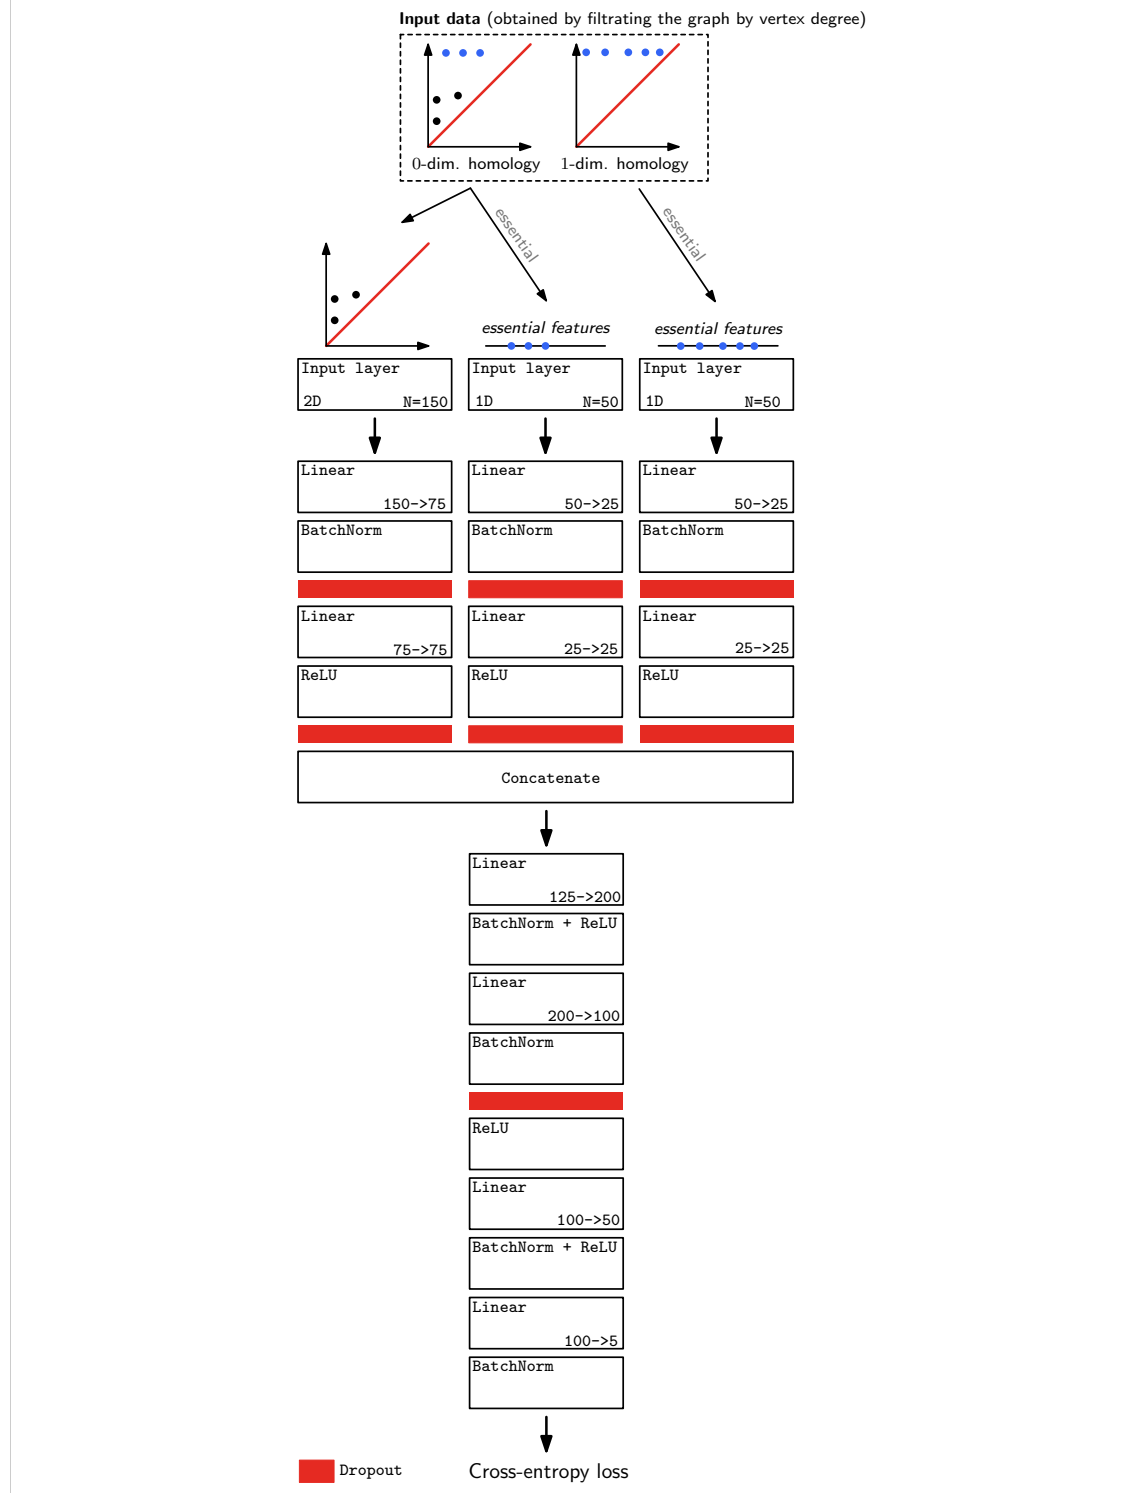 Input data (obtained by filtrating the graph by vertex degree)
0-dim. homology 1-dim. homology
essential essential
essential features essential features
Input layer Input layer Input layer
2D N=150 1D N=50 1D N=50
Linear Linear Linear
150->75 50->25 50->25
BatchNorm BatchNorm BatchNorm
Linear Linear Linear
75->75 25->25 25->25
ReLU ReLU ReLU
Concatenate
Linear
125->200
BatchNorm + ReLU
Linear
200->100
BatchNorm
ReLU
Linear
100->50
BatchNorm + ReLU
Linear
100->5
BatchNorm
Dropout Cross-entropy loss